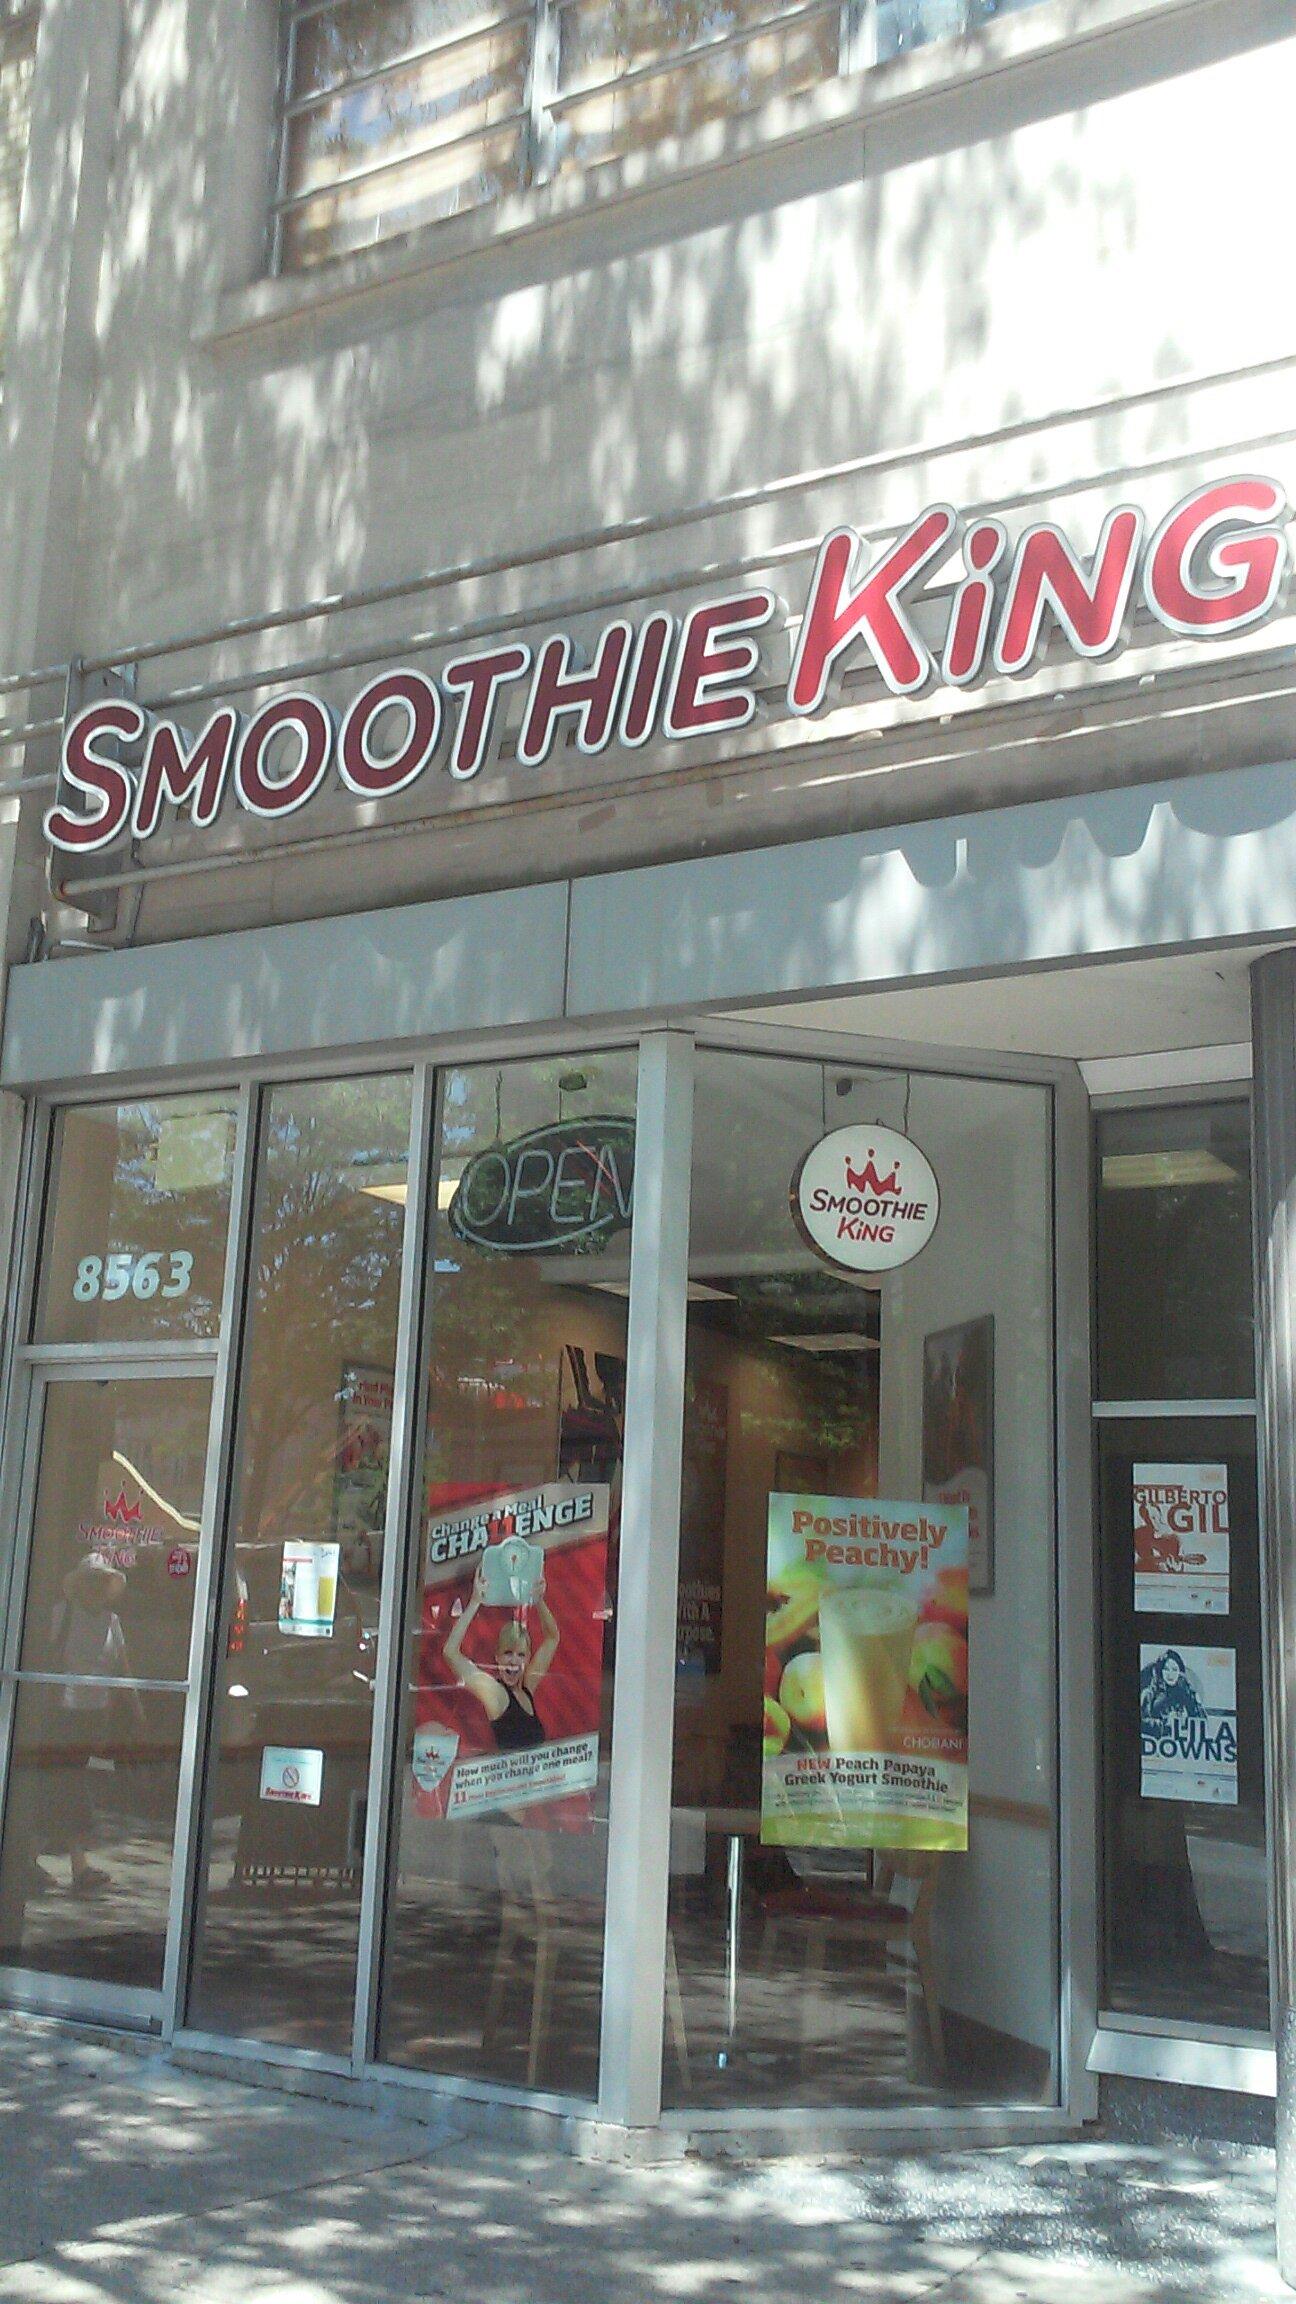 SMOOTHIE KiNG
OPEN
SMOOTHIE
KiNG
8563
SMOOTHIE
KiNG
Change a Meal
CHALLENGE
How much will you change
when you change one meal?
11
Positively
Peachy!
CHOBANI
NEW Peach Papaya
Greek Yogurt Smoothie
GILBERTO
GIL
LILA
DOWNS